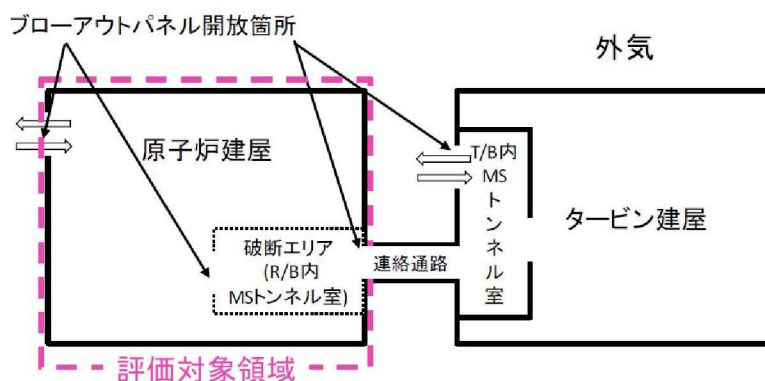 ブローアウトパネル開放箇所
外気
原子炉建屋
T/B内
MS
トンネル室
タービン建屋
破断エリア
(R/B内
MSトンネル室)
連絡通路
評価対象領域